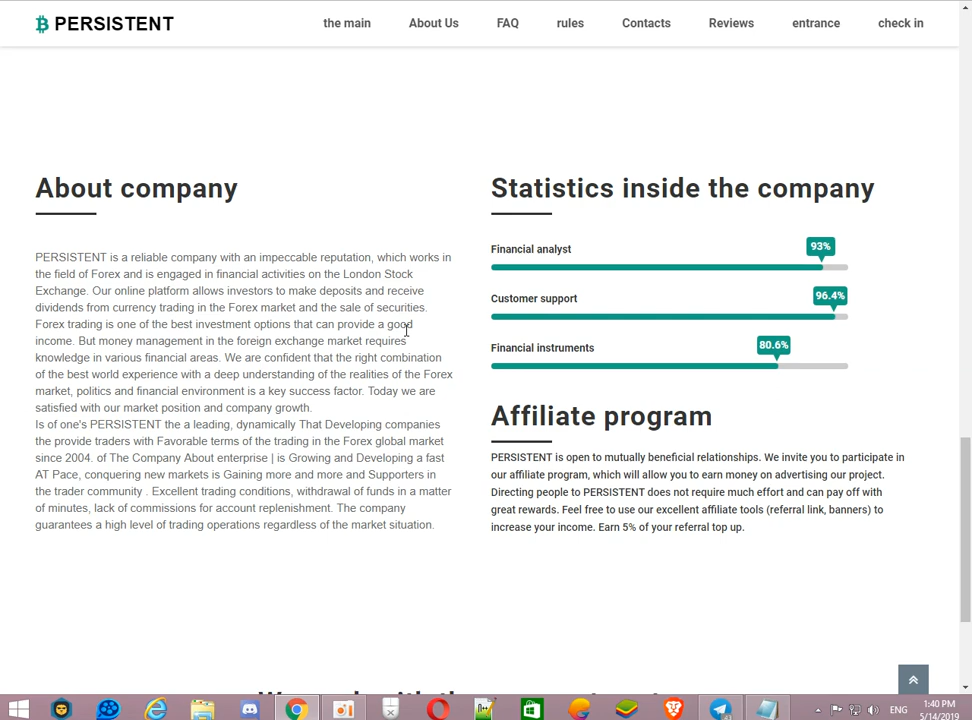 PERSISTENT
the main About Us FAQ rules Contacts Reviews entrance check in
About company
PERSISTENT is a reliable company with an impeccable reputation, which works in
the field of Forex and is engaged in financial activities on the London Stock
Exchange. Our online platform allows investors to make deposits and receive
dividends from currency trading in the Forex market and the sale of securities.
Forex trading is one of the best investment options that can provide a good
income. But money management in the foreign exchange market requires
knowledge in various financial areas. We are confident that the right combination
of the best world experience with a deep understanding of the realities of the Forex
market, politics and financial environment is a key success factor. Today we are
satisfied with our market position and company growth.
Is of one's PERSISTENT the a leading, dynamically That Developing companies
the provide traders with Favorable terms of the trading in the Forex global market
since 2004. of The Company About enterprise | is Growing and Developing a fast
AT Pace, conquering new markets is Gaining more and more and Supporters in
the trader community . Excellent trading conditions, withdrawal of funds in a matter
of minutes, lack of commissions for account replenishment. The company
guarantees a high level of trading operations regardless of the market situation.
Statistics inside the company
Financial analyst 93%
Customer support 96.4%
Financial instruments 80.6%
Affiliate program
PERSISTENT is open to mutually beneficial relationships. We invite you to participate in
our affiliate program, which will allow you to earn money on advertising our project.
Directing people to PERSISTENT does not require much effort and can pay off with
great rewards. Feel free to use our excellent affiliate tools (referral link, banners) to
increase your income. Earn 5% of your referral top up.
ENG
1:40 PM
5/14/2019